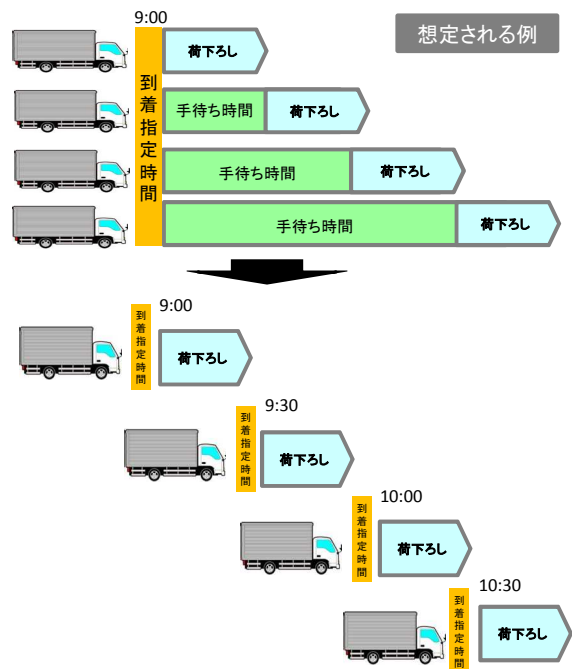 9:00
想定される例
到着指定時間
荷下ろし
手待ち時間
荷下ろし
手待ち時間
荷下ろし
手待ち時間
荷下ろし
9:00
到着指定時間
荷下ろし
9:30
到着指定時間
荷下ろし
10:00
到着指定時間
荷下ろし
10:30
到着指定時間
荷下ろし